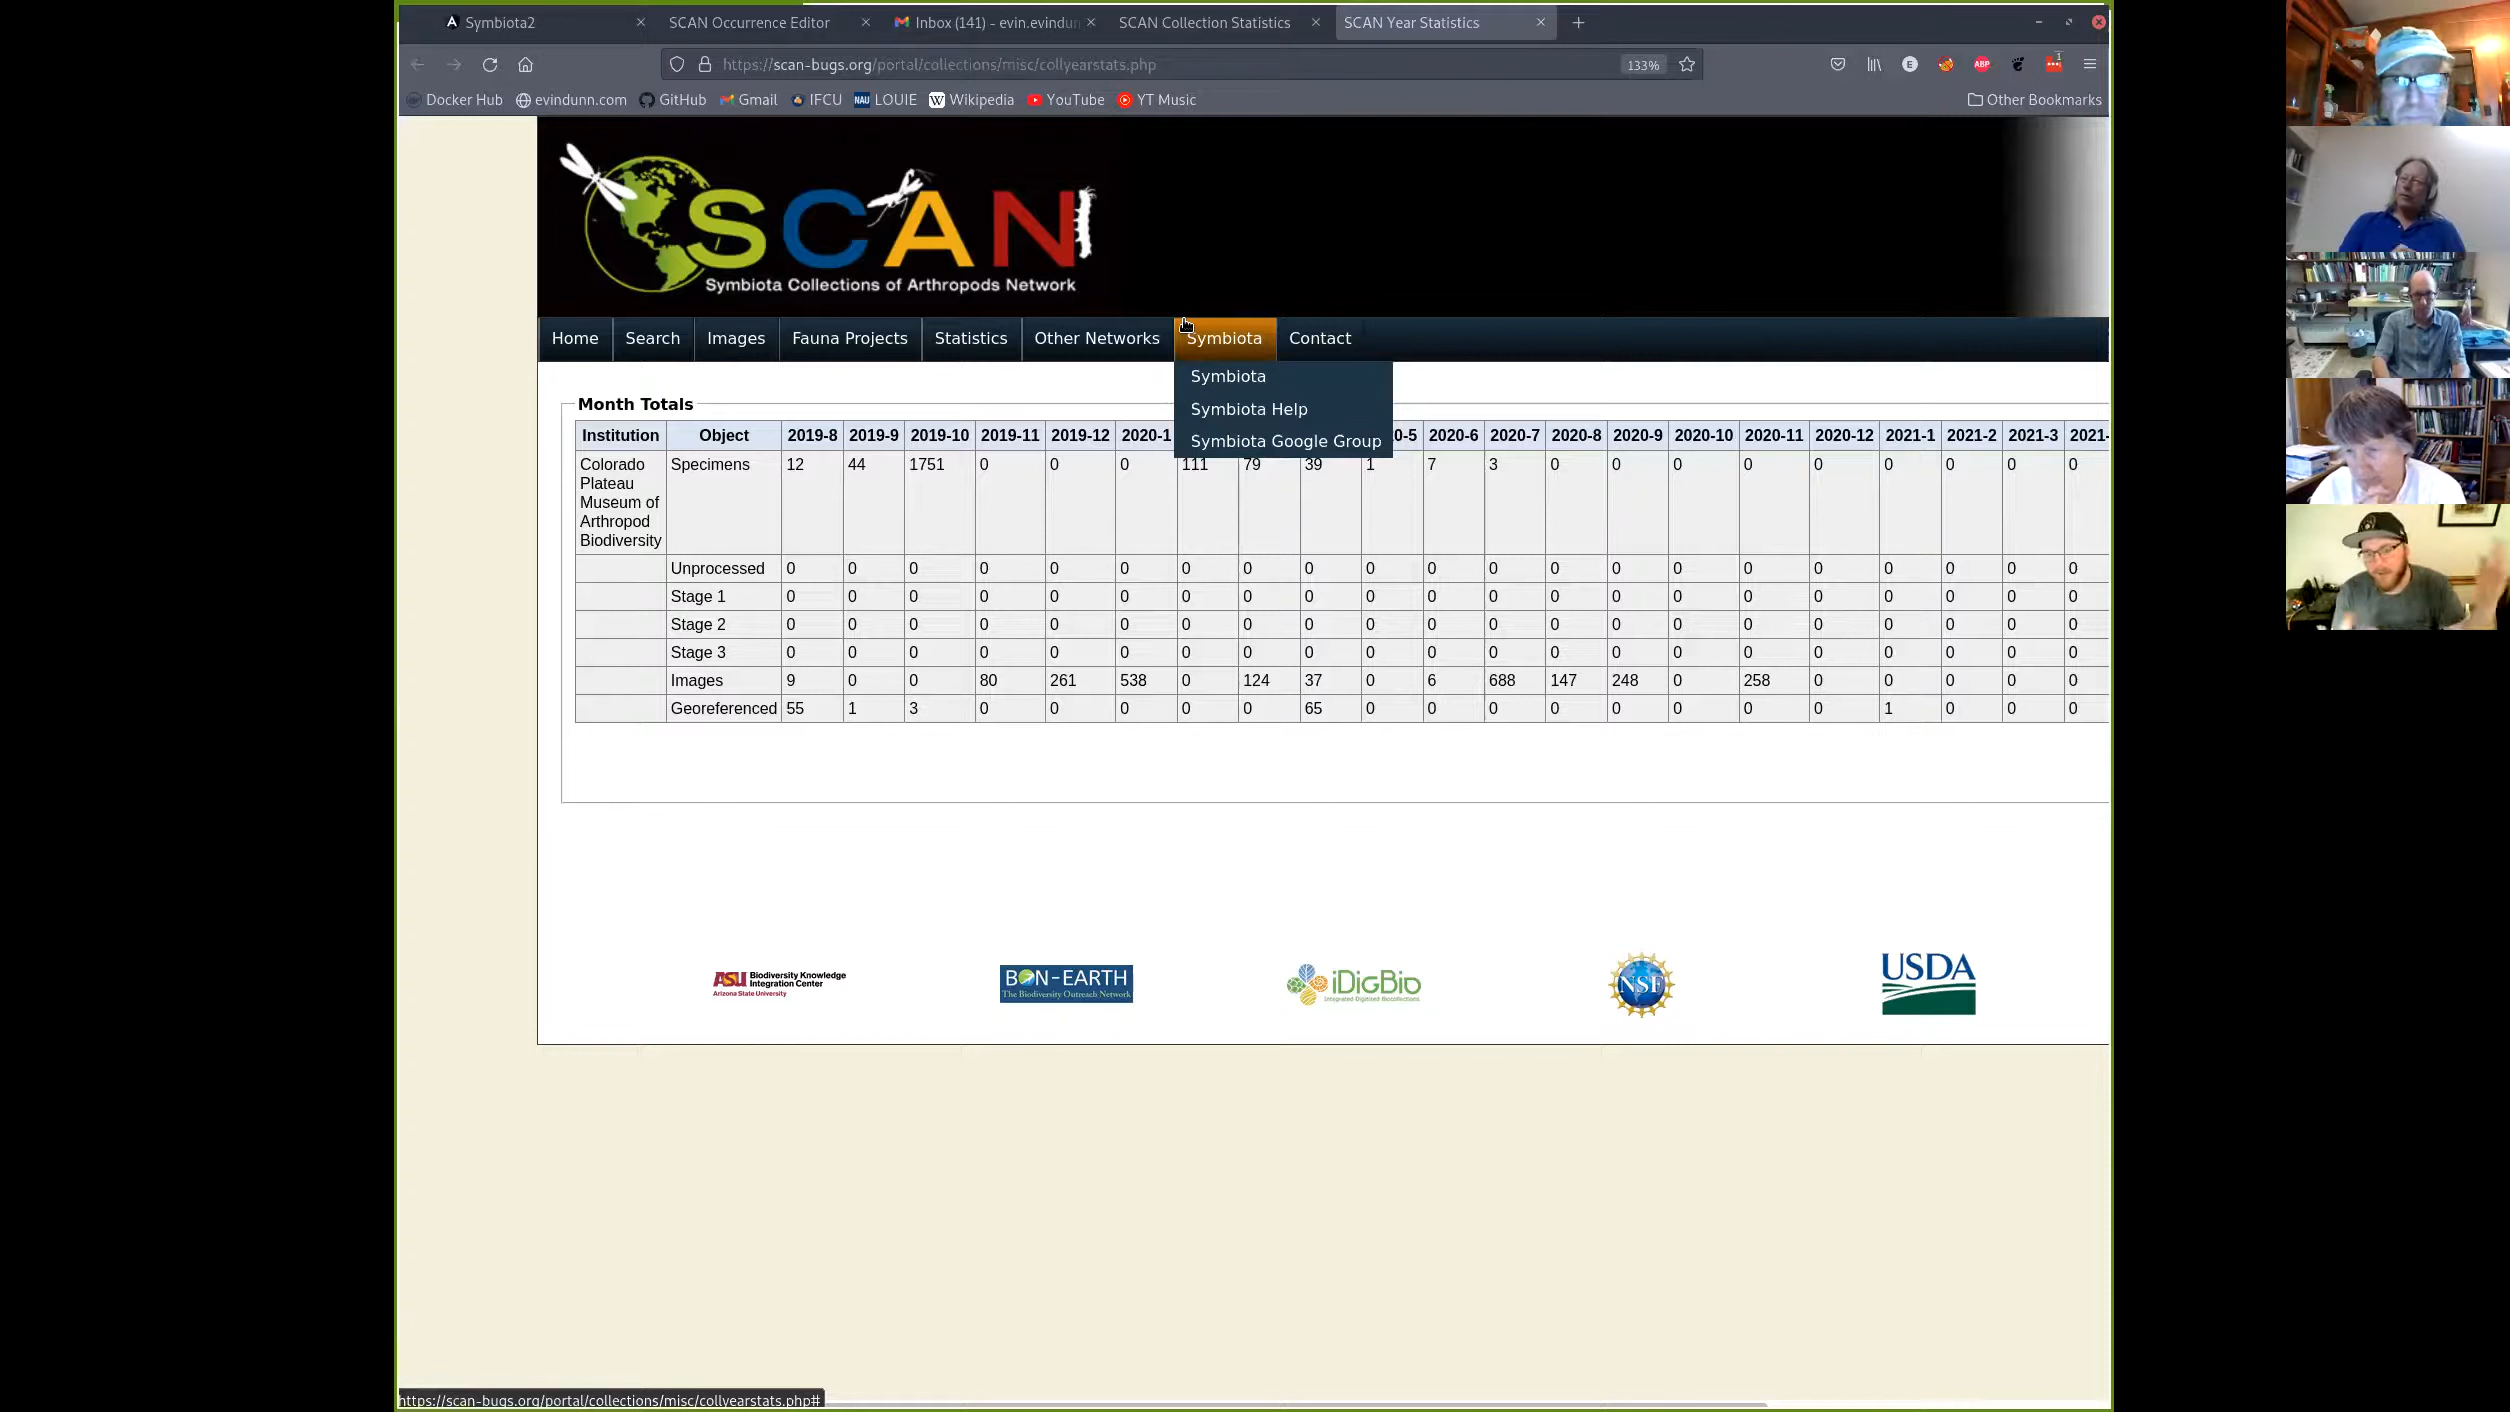 Symbiota2 SCAN Occurrence Editor Inbox (141) - evin.evindun SCAN Collection Statistics SCAN Year Statistics
https://scan-bugs.org/portal/collections/misc/collyearstats.php 133% E ABP 1
Docker Hub evindunn.com GitHub Gmail IFCU NAU LOUIE W Wikipedia YouTube YT Music Other Bookmarks
SCAN
Symbiota Collections of Arthropods Network
Home Search Images Fauna Projects Statistics Other Networks Symbiota Contact
Symbiota
Symbiota Help
Symbiota Google Group
Month Totals
Institution Object 2019-8 2019-9 2019-10 2019-11 2019-12 2020-1 0-5 2020-6 2020-7 2020-8 2020-9 2020-10 2020-11 2020-12 2021-1 2021-2 2021-3 2021-
Colorado Specimens 12 44 1751 0 0 0 111 79 39 1 7 3 0 0 0 0 0 0 0 0 0
Plateau
Museum of
Arthropod
Biodiversity
Unprocessed 0 0 0 0 0 0 0 0 0 0 0 0 0 0 0 0 0 0 0 0 0
Stage 1 0 0 0 0 0 0 0 0 0 0 0 0 0 0 0 0 0 0 0 0 0
Stage 2 0 0 0 0 0 0 0 0 0 0 0 0 0 0 0 0 0 0 0 0 0
Stage 3 0 0 0 0 0 0 0 0 0 0 0 0 0 0 0 0 0 0 0 0 0
Images 9 0 0 80 261 538 0 124 37 0 6 688 147 248 0 258 0 0 0 0 0
Georeferenced 55 1 3 0 0 0 0 0 65 0 0 0 0 0 0 0 0 1 0 0 0
ASU Biodiversity Knowledge
Integration Center
Arizona State University
BON-EARTH
The Biodiversity Outreach Network
iDigBio
Integrated Digitized Biocollections
NSF
USDA
https://scan-bugs.org/portal/collections/misc/collyearstats.php#